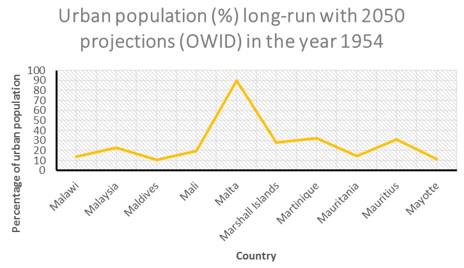 Urban population (%) long-run with 2050
projections (OWID) in the year 1954
Percentage of urban population
100
90
80
70
60
50
40
30
20
10
0
Malawi
Malaysia
Maldives
Mali
Malta
Marshall Islands
Martinique
Mauritania
Mauritius
Mayotte
Country